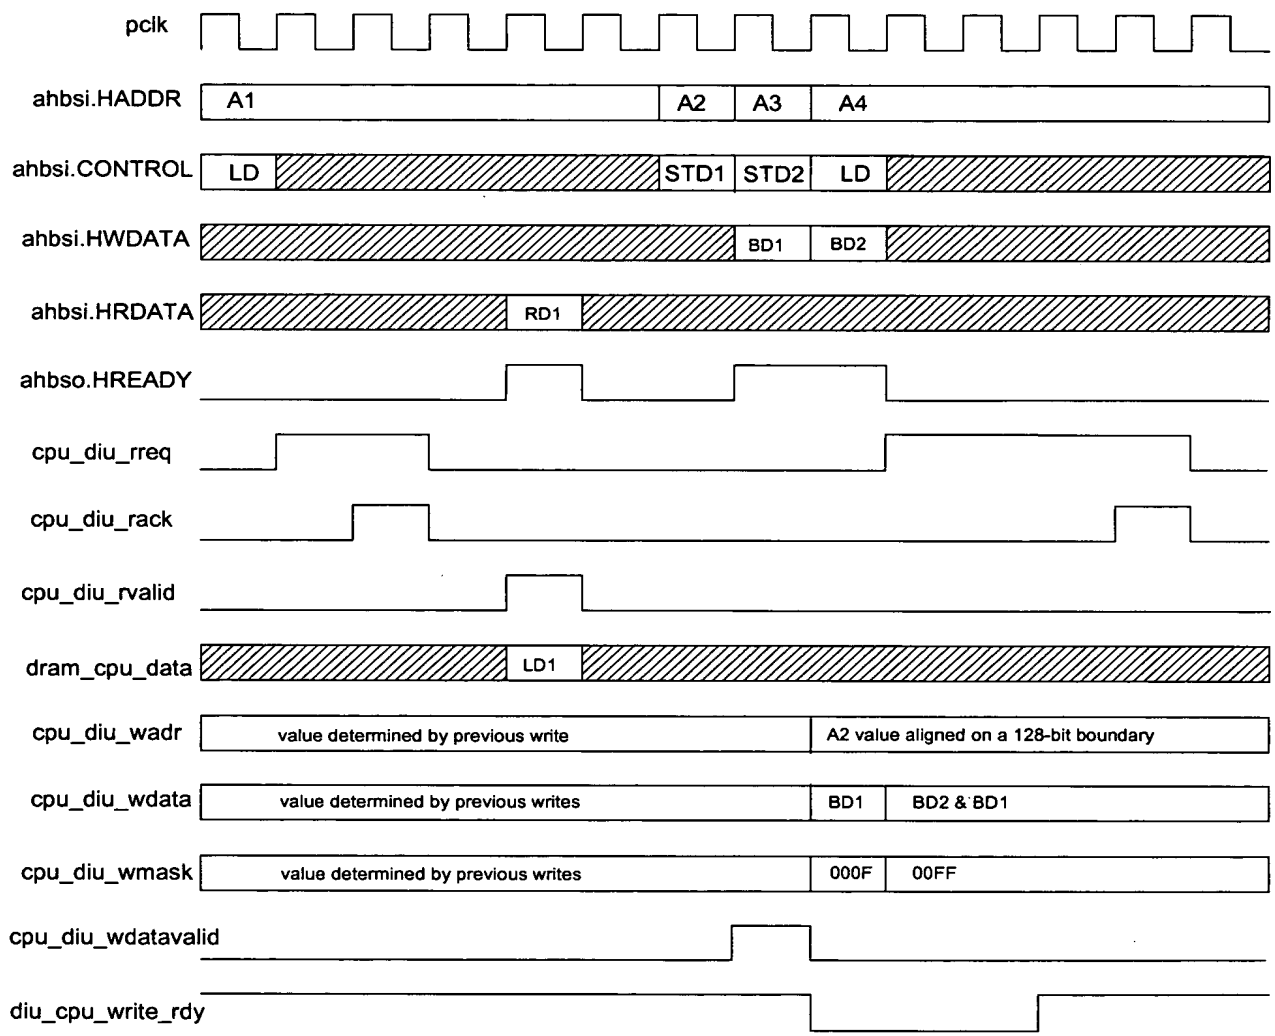 pclk
ahbsi.HADDR A1 A2 A3 A4
ahbsi.CONTROL LD STD1 STD2 LD
ahbsi.HWDATA BD1 BD2
ahbsi.HRDATA RD1
ahbso.HREADY
cpu_diu_rreq
cpu_diu_rack
cpu_diu_rvalid
dram_cpu_data LD1
cpu_diu_wadr value determined by previous write A2 value aligned on a 128-bit boundary
cpu_diu_wdata value determined by previous writes BD1 BD2 & BD1
cpu_diu_wmask value determined by previous writes 000F 00FF
cpu_diu_wdatavalid
diu_cpu_write_rdy